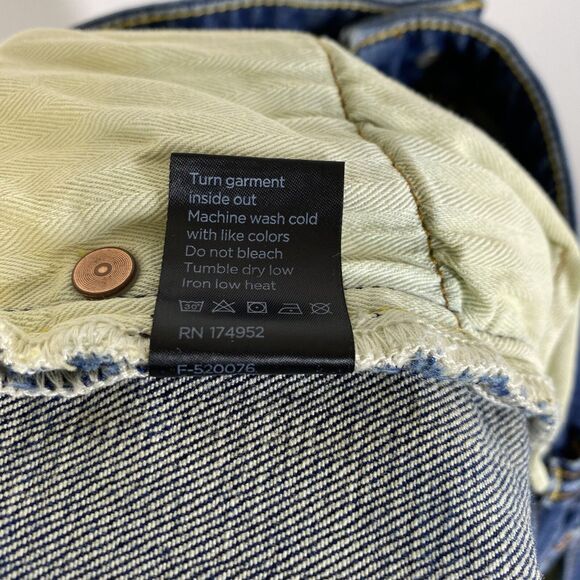 Turn garment
inside out
Machine wash cold
with like colors
Do not bleach
Tumble dry low
Iron low heat
30°
RN 174952
F-520076